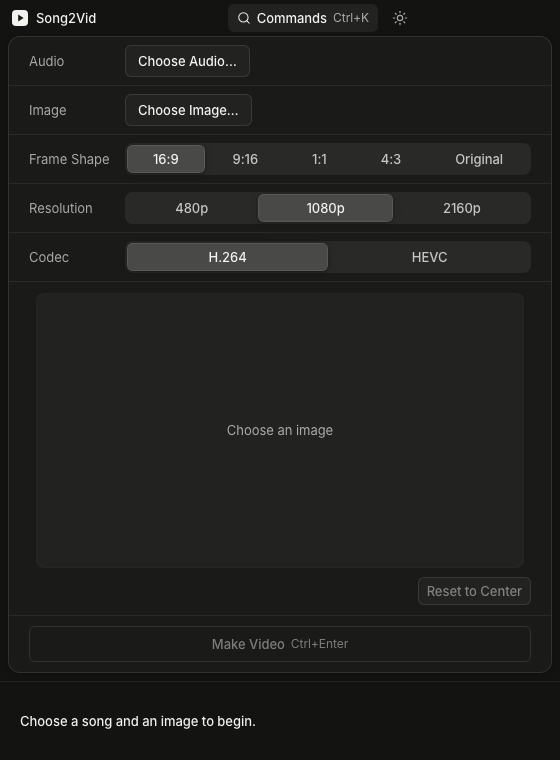 Song2Vid
Commands Ctrl+K
Audio Choose Audio...
Image Choose Image...
Frame Shape 16:9 9:16 1:1 4:3 Original
Resolution 480p 1080p 2160p
Codec H.264 HEVC
Choose an image
Reset to Center
Make Video Ctrl+Enter
Choose a song and an image to begin.